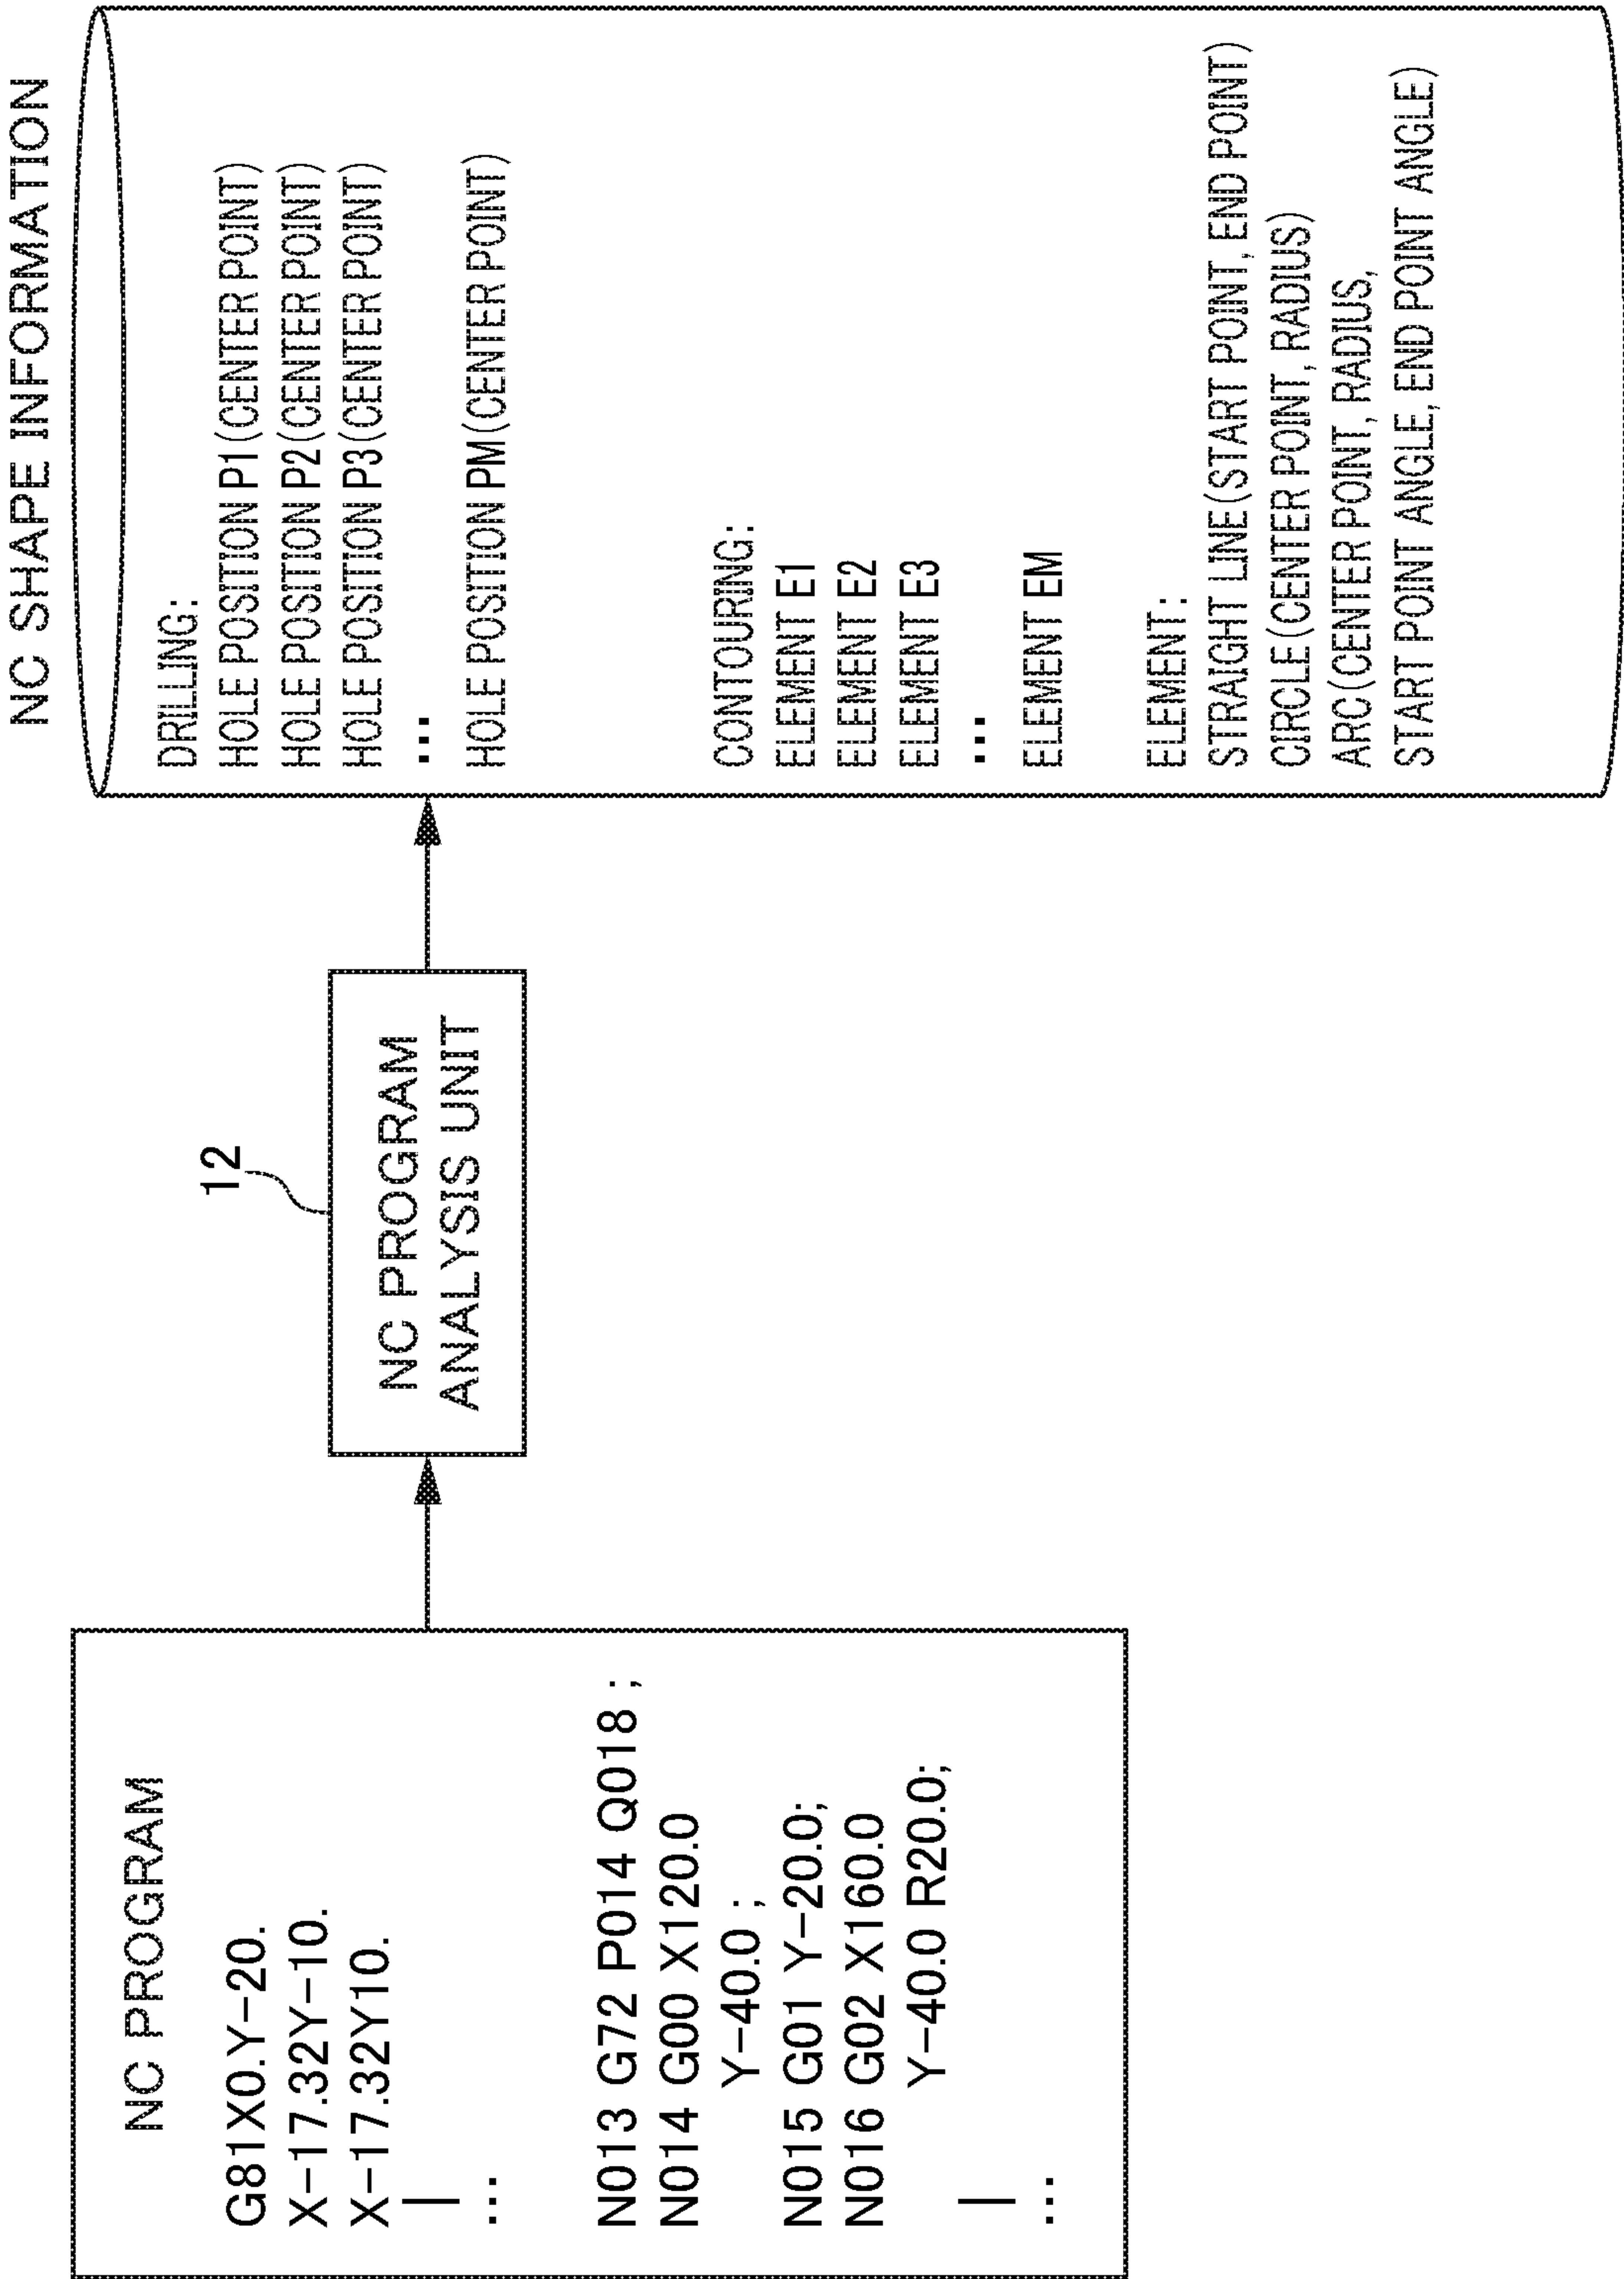 NC PROGRAM
G81X0.Y-20.
X-17.32Y-10.
X-17.32Y10.
|
...
N013 G72 P014 Q018 ;
N014 G00 X120.0
Y-40.0 ;
N015 G01 Y-20.0;
N016 G02 X160.0
Y-40.0 R20.0;
|
...
12
NC PROGRAM
ANALYSIS UNIT
NC SHAPE INFORMATION
DRILLING:
HOLE POSITION P1(CENTER POINT)
HOLE POSITION P2(CENTER POINT)
HOLE POSITION P3(CENTER POINT)
...
HOLE POSITION PM(CENTER POINT)
CONTOURING:
ELEMENT E1
ELEMENT E2
ELEMENT E3
...
ELEMENT EM
ELEMENT:
STRAIGHT LINE(START POINT, END POINT)
CIRCLE(CENTER POINT, RADIUS)
ARC(CENTER POINT, RADIUS,
START POINT ANGLE, END POINT ANGLE)